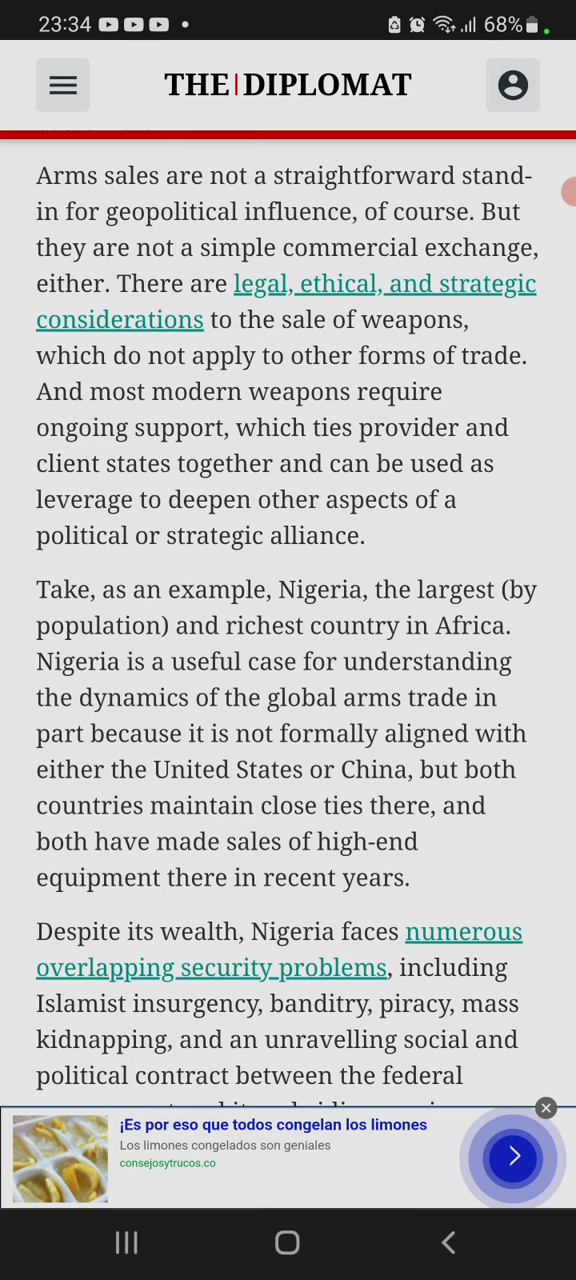 23:34
68%
THE|DIPLOMAT
Arms sales are not a straightforward stand-
in for geopolitical influence, of course. But
they are not a simple commercial exchange,
either. There are legal, ethical, and strategic
considerations to the sale of weapons,
which do not apply to other forms of trade.
And most modern weapons require
ongoing support, which ties provider and
client states together and can be used as
leverage to deepen other aspects of a
political or strategic alliance.
Take, as an example, Nigeria, the largest (by
population) and richest country in Africa.
Nigeria is a useful case for understanding
the dynamics of the global arms trade in
part because it is not formally aligned with
either the United States or China, but both
countries maintain close ties there, and
both have made sales of high-end
equipment there in recent years.
Despite its wealth, Nigeria faces numerous
overlapping security problems, including
Islamist insurgency, banditry, piracy, mass
kidnapping, and an unravelling social and
political contract between the federal
¡Es por eso que todos congelan los limones
Los limones congelados son geniales
consejosytrucos.co